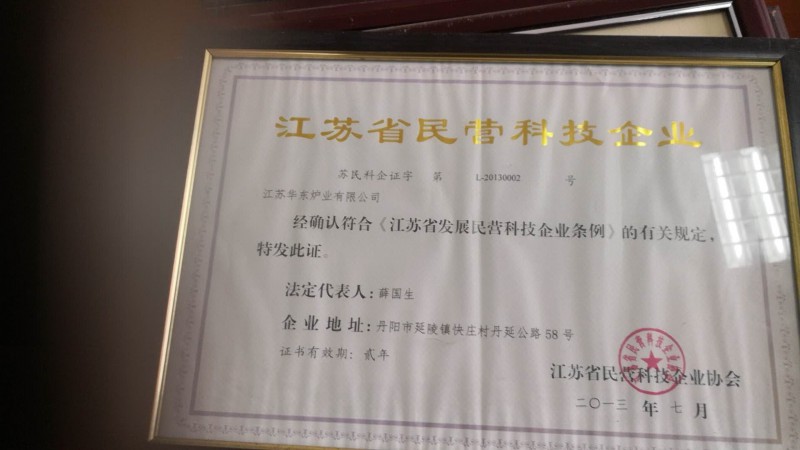 江苏省民营科技企业
苏民科企证字 第 L-20130002 号
江苏华东炉业有限公司
经确认符合《江苏省发展民营科技企业条例》的有关规定，
特发此证。
法定代表人：薛国生
企业地址：丹阳市延陵镇快庄村丹延公路58号
证书有效期：贰年
江苏省民营科技企业协会
二〇一三 年 七 月